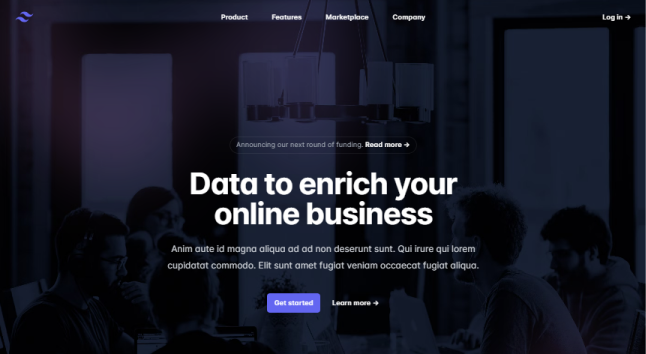 Product
Features
Marketplace
Company
Log in →
Announcing our next round of funding. Read more →
Data to enrich your
online business
Anim aute id magna aliqua ad ad non deserunt sunt. Qui irure qui lorem
cupidatat commodo. Elit sunt amet fugiat veniam occaecat fugiat aliqua.
Get started
Learn more →